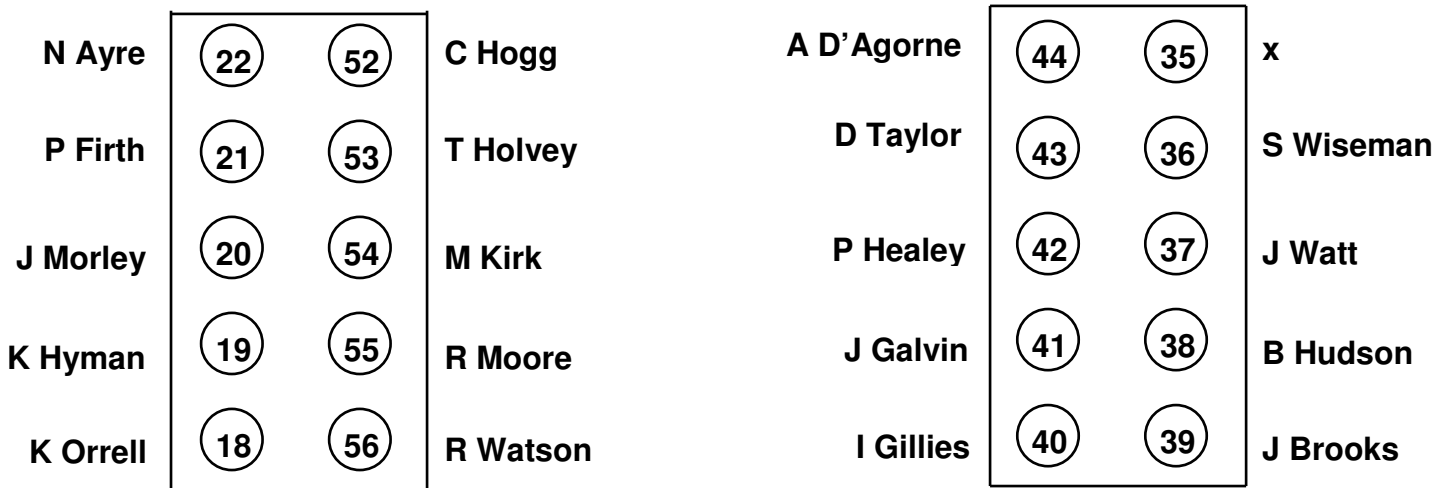 N Ayre 22 52 C Hogg A D’Agorne 44 35 x
P Firth 21 53 T Holvey D Taylor 43 36 S Wiseman
J Morley 20 54 M Kirk P Healey 42 37 J Watt
K Hyman 19 55 R Moore J Galvin 41 38 B Hudson
K Orrell 18 56 R Watson I Gillies 40 39 J Brooks